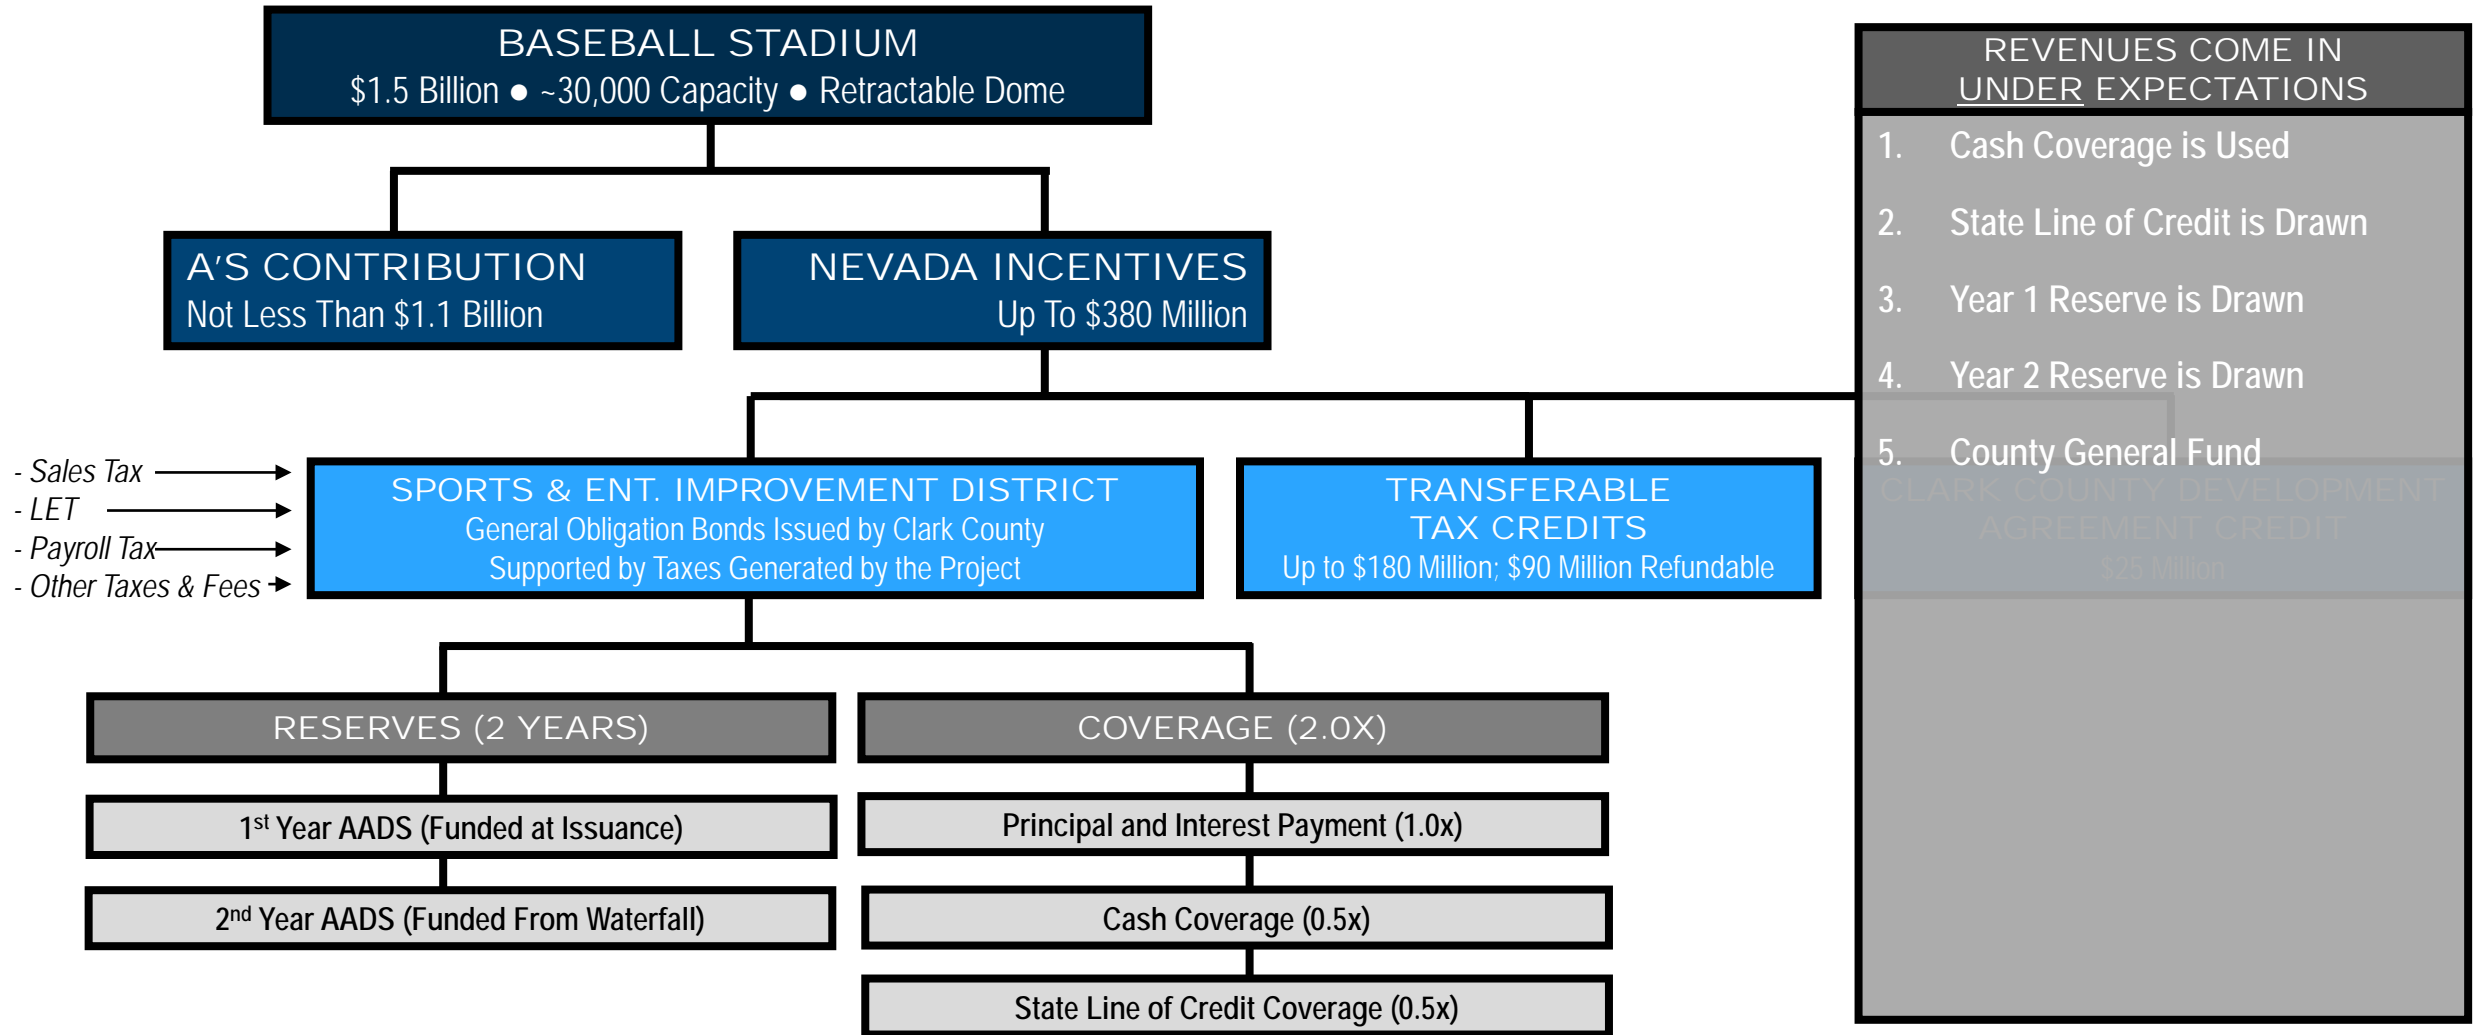 BASEBALL STADIUM
$1.5 Billion ● ~30,000 Capacity ● Retractable Dome
A'S CONTRIBUTION
Not Less Than $1.1 Billion
NEVADA INCENTIVES
Up To $380 Million
- Sales Tax
- LET
- Payroll Tax
- Other Taxes & Fees
SPORTS & ENT. IMPROVEMENT DISTRICT
General Obligation Bonds Issued by Clark County
Supported by Taxes Generated by the Project
TRANSFERABLE
TAX CREDITS
Up to $180 Million; $90 Million Refundable
CLARK COUNTY DEVELOPMENT
AGREEMENT CREDIT
$25 Million
RESERVES (2 YEARS)
1st Year AADS (Funded at Issuance)
2nd Year AADS (Funded From Waterfall)
COVERAGE (2.0X)
Principal and Interest Payment (1.0x)
Cash Coverage (0.5x)
State Line of Credit Coverage (0.5x)
REVENUES COME IN
UNDER EXPECTATIONS
1. Cash Coverage is Used
2. State Line of Credit is Drawn
3. Year 1 Reserve is Drawn
4. Year 2 Reserve is Drawn
5. County General Fund